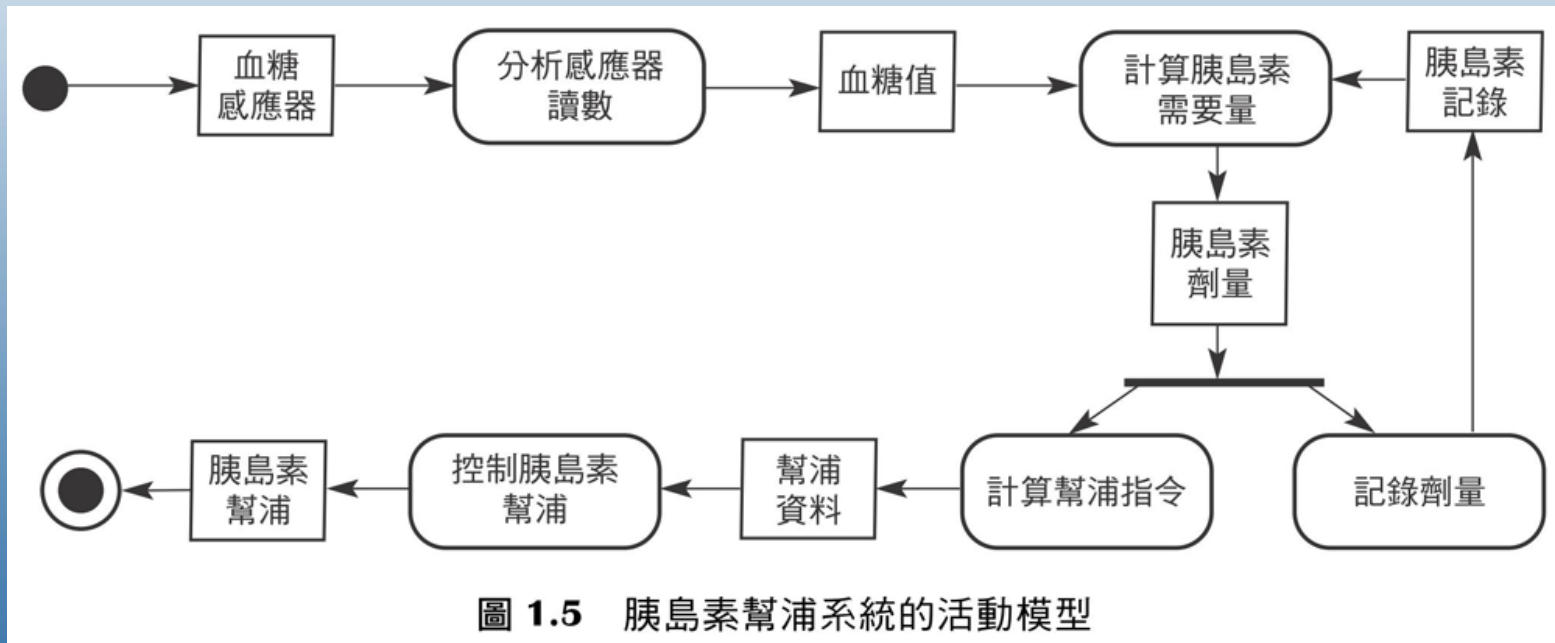 血糖
感應器
分析感應器
讀數
血糖值
計算胰島素
需要量
胰島素
記錄
胰島素
劑量
胰島素
幫浦
控制胰島素
幫浦
幫浦
資料
計算幫浦指令
記錄劑量
圖 1.5 胰島素幫浦系統的活動模型